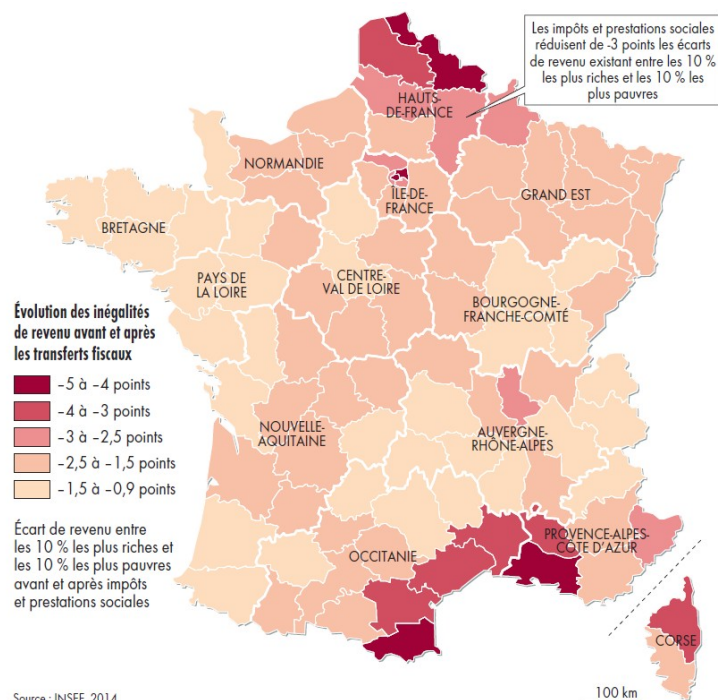 Les impôts et prestations sociales
réduisent de -3 points les écarts
de revenu existant entre les 10 %
les plus riches et les 10 % les
plus pauvres
HAUTS-
DE-FRANCE
NORMANDIE
ÎLE-DE-
FRANCE
GRAND EST
BRETAGNE
PAYS DE
LA LOIRE
CENTRE-
VAL DE LOIRE
BOURGOGNE-
FRANCHE-COMTÉ
Évolution des inégalités
de revenu avant et après
les transferts fiscaux
-5 à -4 points
-4 à -3 points
-3 à -2,5 points
-2,5 à -1,5 points
-1,5 à -0,9 points
NOUVELLE-
AQUITAINE
AUVERGNE-
RHÔNE-ALPES
Écart de revenu entre
les 10 % les plus riches et
les 10 % les plus pauvres
avant et après impôts
et prestations sociales
OCCITANIE
PROVENCE-ALPES-
CÔTE D'AZUR
CORSE
100 km
Source : INSEE, 2014